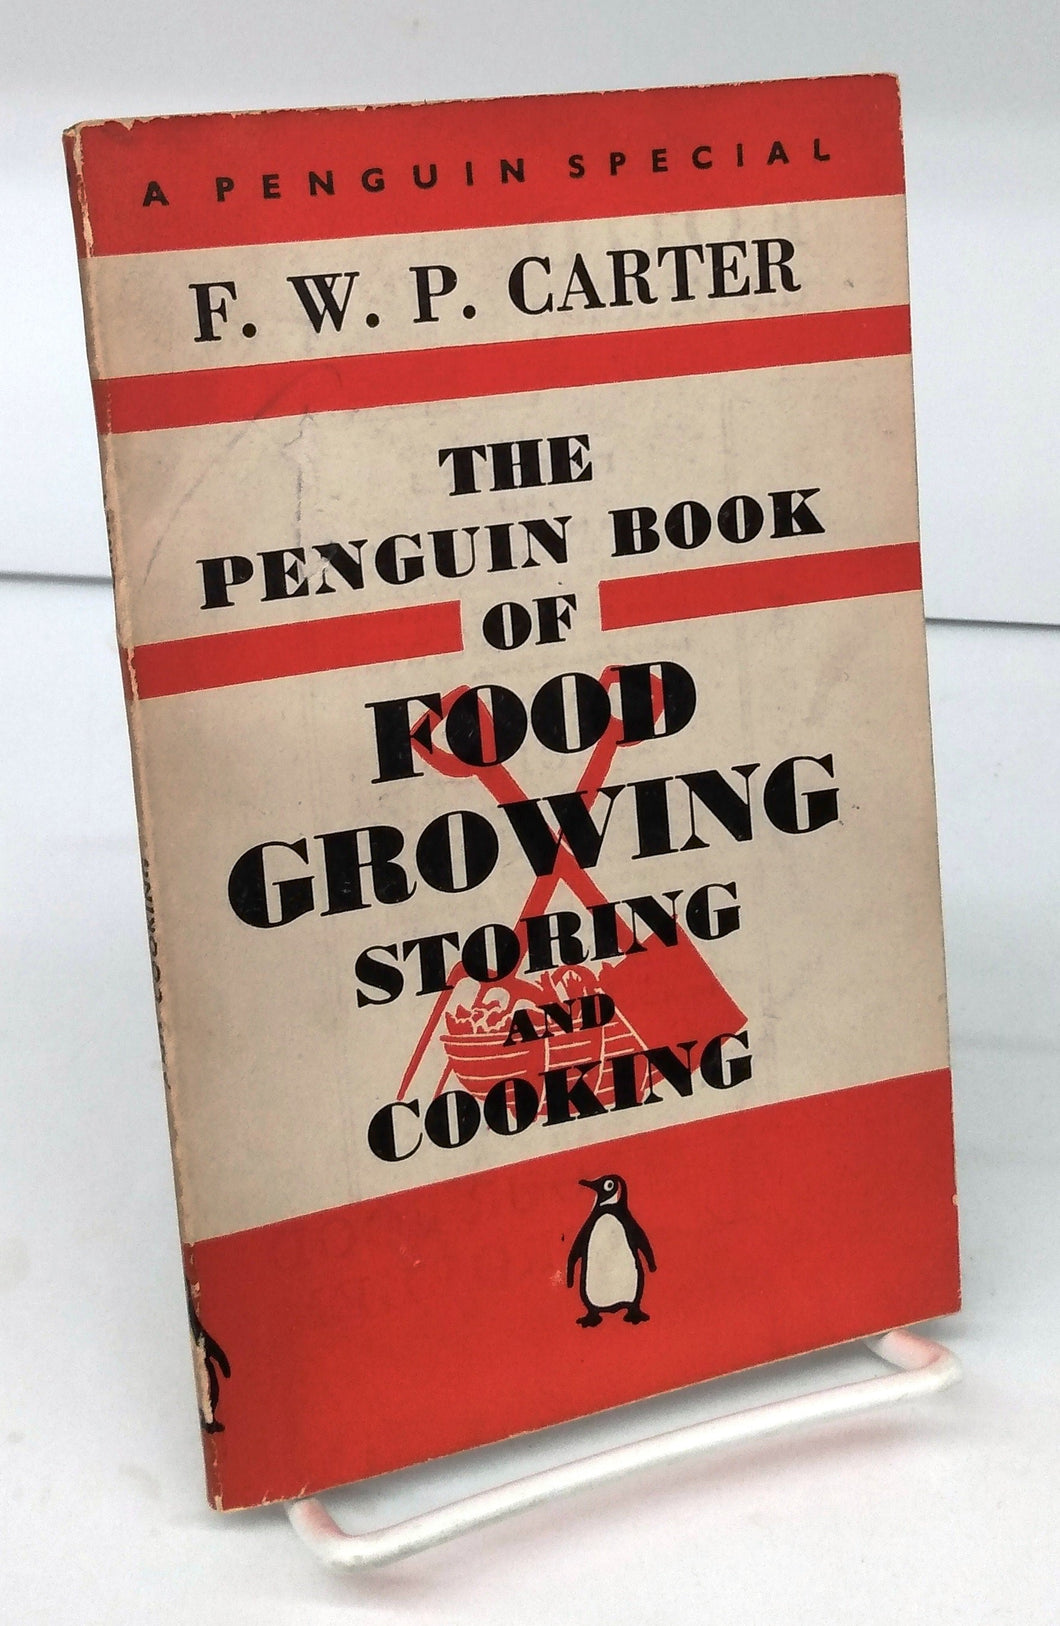 A PENGUIN SPECIAL
F. W. P. CARTER
THE
PENGUIN BOOK
OF
FOOD
GROWING
STORING
AND
COOKING